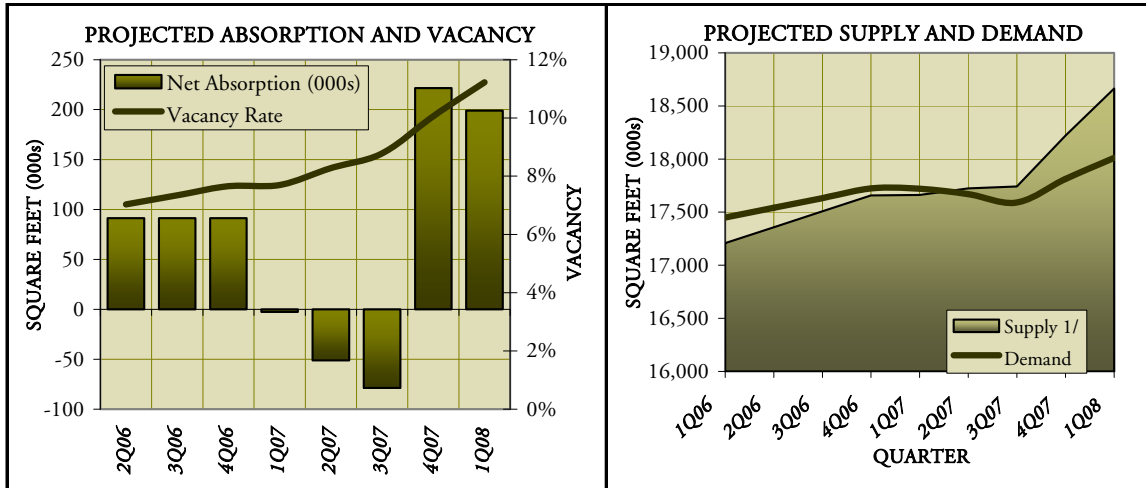 PROJECTED ABSORPTION AND VACANCY
250
200
150
100
50
0
-50
-100
SQUARE FEET (000s)
Net Absorption (000s)
Vacancy Rate
12%
10%
8%
6%
4%
2%
0%
VACANCY
2Q06
3Q06
4Q06
1Q07
2Q07
3Q07
4Q07
1Q08
PROJECTED SUPPLY AND DEMAND
19,000
18,500
18,000
17,500
17,000
16,500
16,000
SQUARE FEET (000s)
Supply 1/
Demand
1Q06
2Q06
3Q06
4Q06
1Q07
2Q07
3Q07
4Q07
1Q08
QUARTER